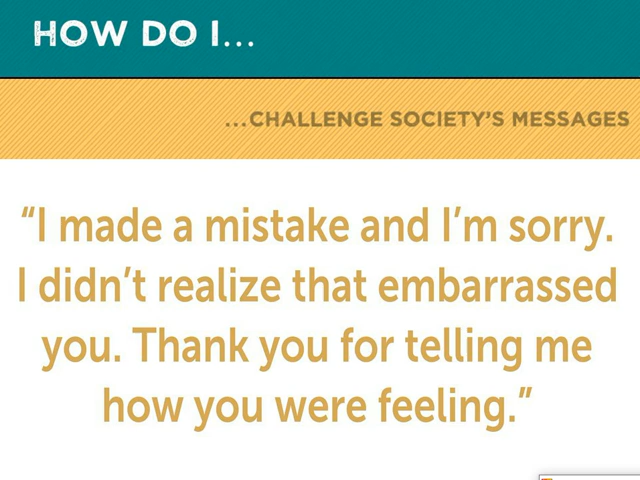 HOW DO I...
...CHALLENGE SOCIETY'S MESSAGES
“I made a mistake and I'm sorry.
I didn't realize that embarrassed
you. Thank you for telling me
how you were feeling.”